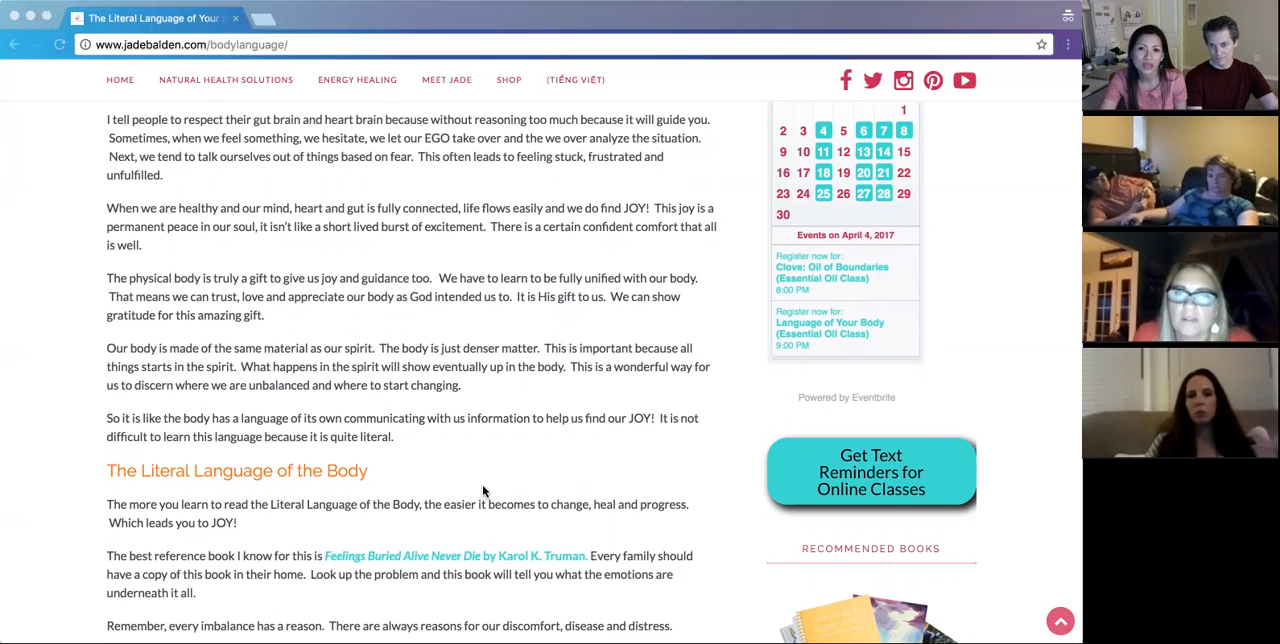 The Literal Language of Your
www.jadebalden.com/bodylanguage/
HOME NATURAL HEALTH SOLUTIONS ENERGY HEALING MEET JADE SHOP (TIẾNG VIỆT)
I tell people to respect their gut brain and heart brain because without reasoning too much because it will guide you.
Sometimes, when we feel something, we hesitate, we let our EGO take over and the we over analyze the situation.
Next, we tend to talk ourselves out of things based on fear. This often leads to feeling stuck, frustrated and
unfulfilled.
When we are healthy and our mind, heart and gut is fully connected, life flows easily and we do find JOY! This joy is a
permanent peace in our soul, it isn't like a short lived burst of excitement. There is a certain confident comfort that all
is well.
The physical body is truly a gift to give us joy and guidance too. We have to learn to be fully unified with our body.
That means we can trust, love and appreciate our body as God intended us to. It is His gift to us. We can show
gratitude for this amazing gift.
Our body is made of the same material as our spirit. The body is just denser matter. This is important because all
things starts in the spirit. What happens in the spirit will show eventually up in the body. This is a wonderful way for
us to discern where we are unbalanced and where to start changing.
So it is like the body has a language of its own communicating with us information to help us find our JOY! It is not
difficult to learn this language because it is quite literal.
The Literal Language of the Body
The more you learn to read the Literal Language of the Body, the easier it becomes to change, heal and progress.
Which leads you to JOY!
The best reference book I know for this is Feelings Buried Alive Never Die by Karol K. Truman. Every family should
have a copy of this book in their home. Look up the problem and this book will tell you what the emotions are
underneath it all.
Remember, every imbalance has a reason. There are always reasons for our discomfort, disease and distress.
1
2 3 4 5 6 7 8
9 10 11 12 13 14 15
16 17 18 19 20 21 22
23 24 25 26 27 28 29
30
Events on April 4, 2017
Register now for:
Clove: Oil of Boundaries
(Essential Oil Class)
8:00 PM
Register now for:
Language of Your Body
(Essential Oil Class)
9:00 PM
Powered by Eventbrite
Get Text
Reminders for
Online Classes
RECOMMENDED BOOKS